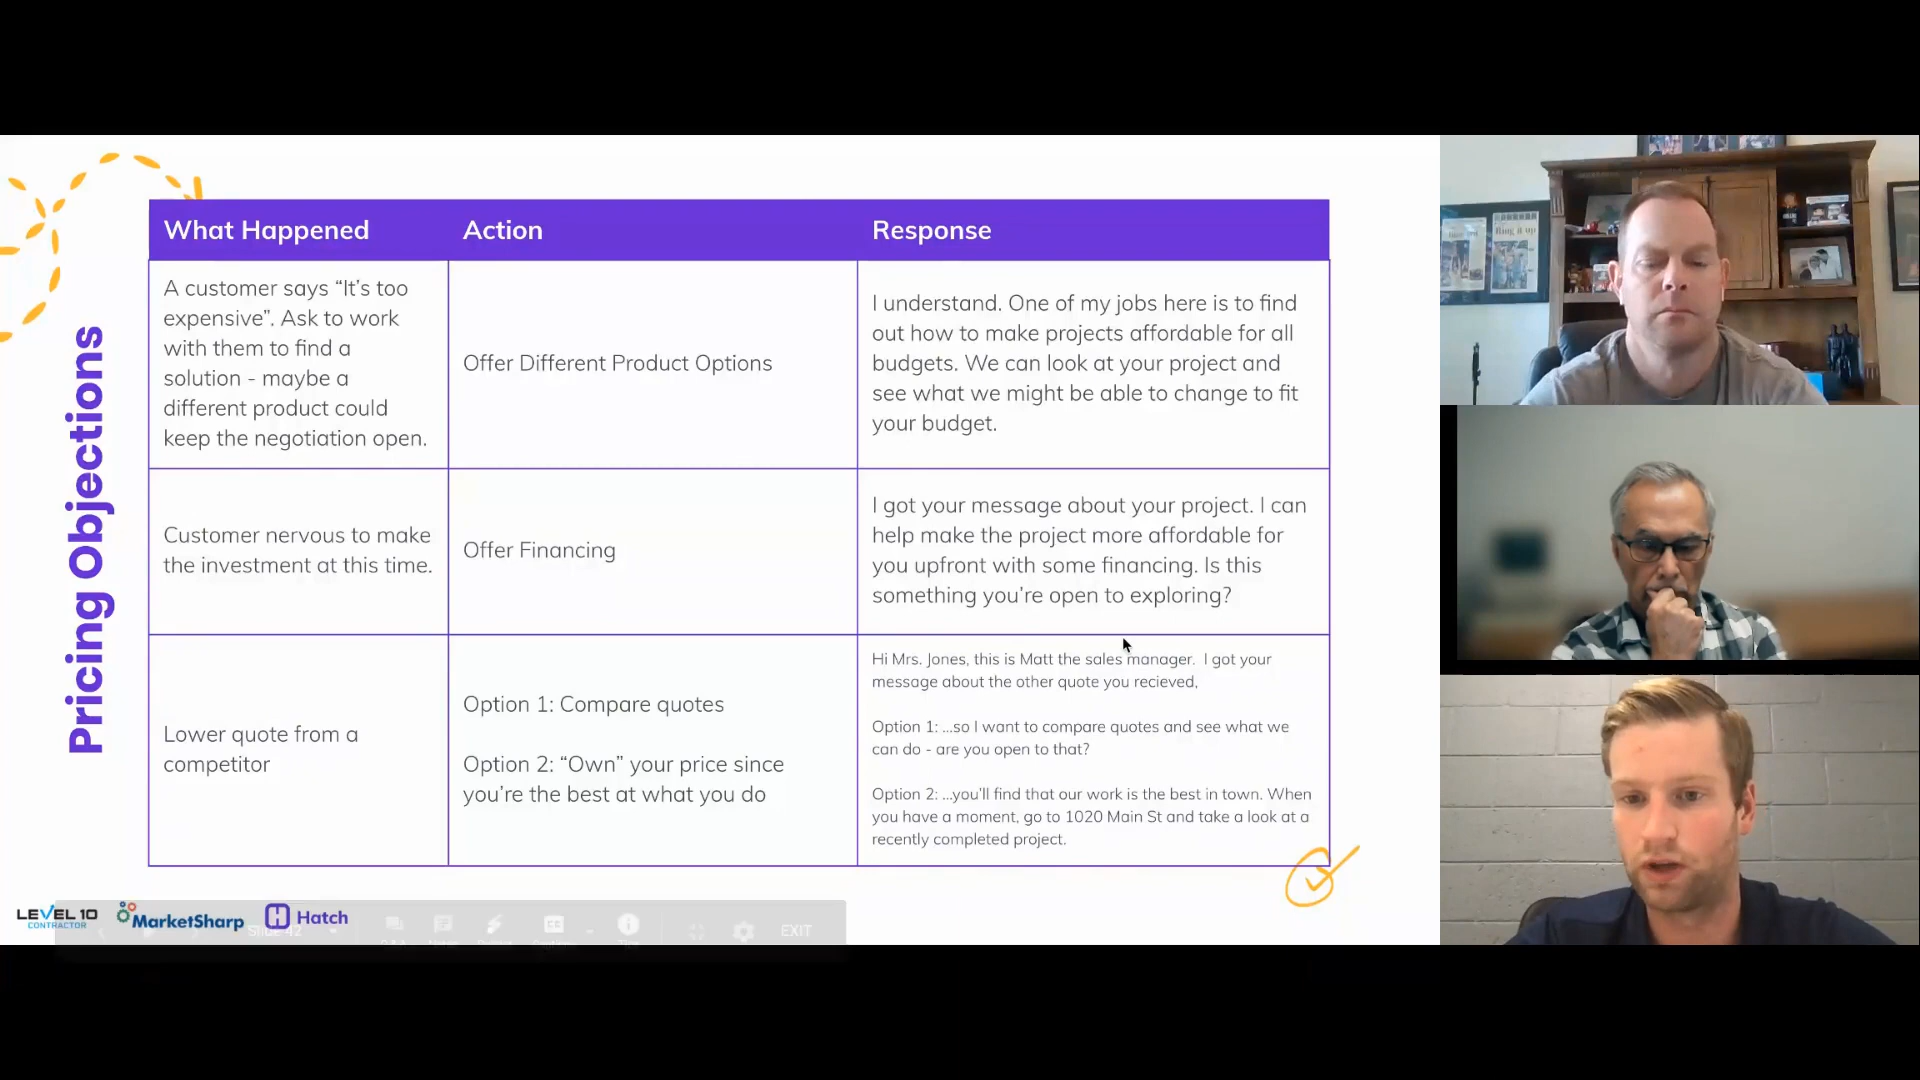 Pricing Objections
What Happened
Action
Response
A customer says “It’s too
expensive”. Ask to work
with them to find a
solution - maybe a
different product could
keep the negotiation open.
Offer Different Product Options
I understand. One of my jobs here is to find
out how to make projects affordable for all
budgets. We can look at your project and
see what we might be able to change to fit
your budget.
Customer nervous to make
the investment at this time.
Offer Financing
I got your message about your project. I can
help make the project more affordable for
you upfront with some financing. Is this
something you’re open to exploring?
Lower quote from a
competitor
Option 1: Compare quotes
Option 2: “Own” your price since
you’re the best at what you do
Hi Mrs. Jones, this is Matt the sales manager.  I got your
message about the other quote you recieved,
Option 1: ...so I want to compare quotes and see what we
can do - are you open to that?
Option 2: ...you’ll find that our work is the best in town. When
you have a moment, go to 1020 Main St and take a look at a
recently completed project.
LEVEL 10
CONTRACTOR
MarketSharp
Hatch
Slide 42
EXIT